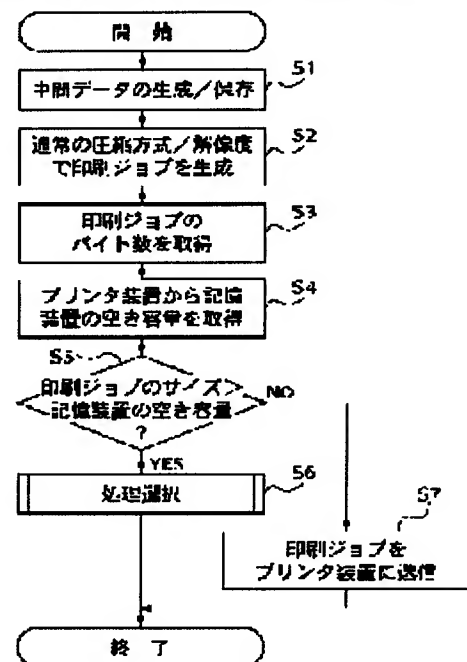 開始
S1
中間データの生成／保存
S2
通常の圧縮方式／解像度
で印刷ジョブを生成
S3
印刷ジョブの
バイト数を取得
S4
プリンタ装置から記憶
装置の空き容量を取得
S5
印刷ジョブのサイズ＞
記憶装置の空き容量
？
NO
YES
S6
処理選択
S7
印刷ジョブを
プリンタ装置に送信
終了